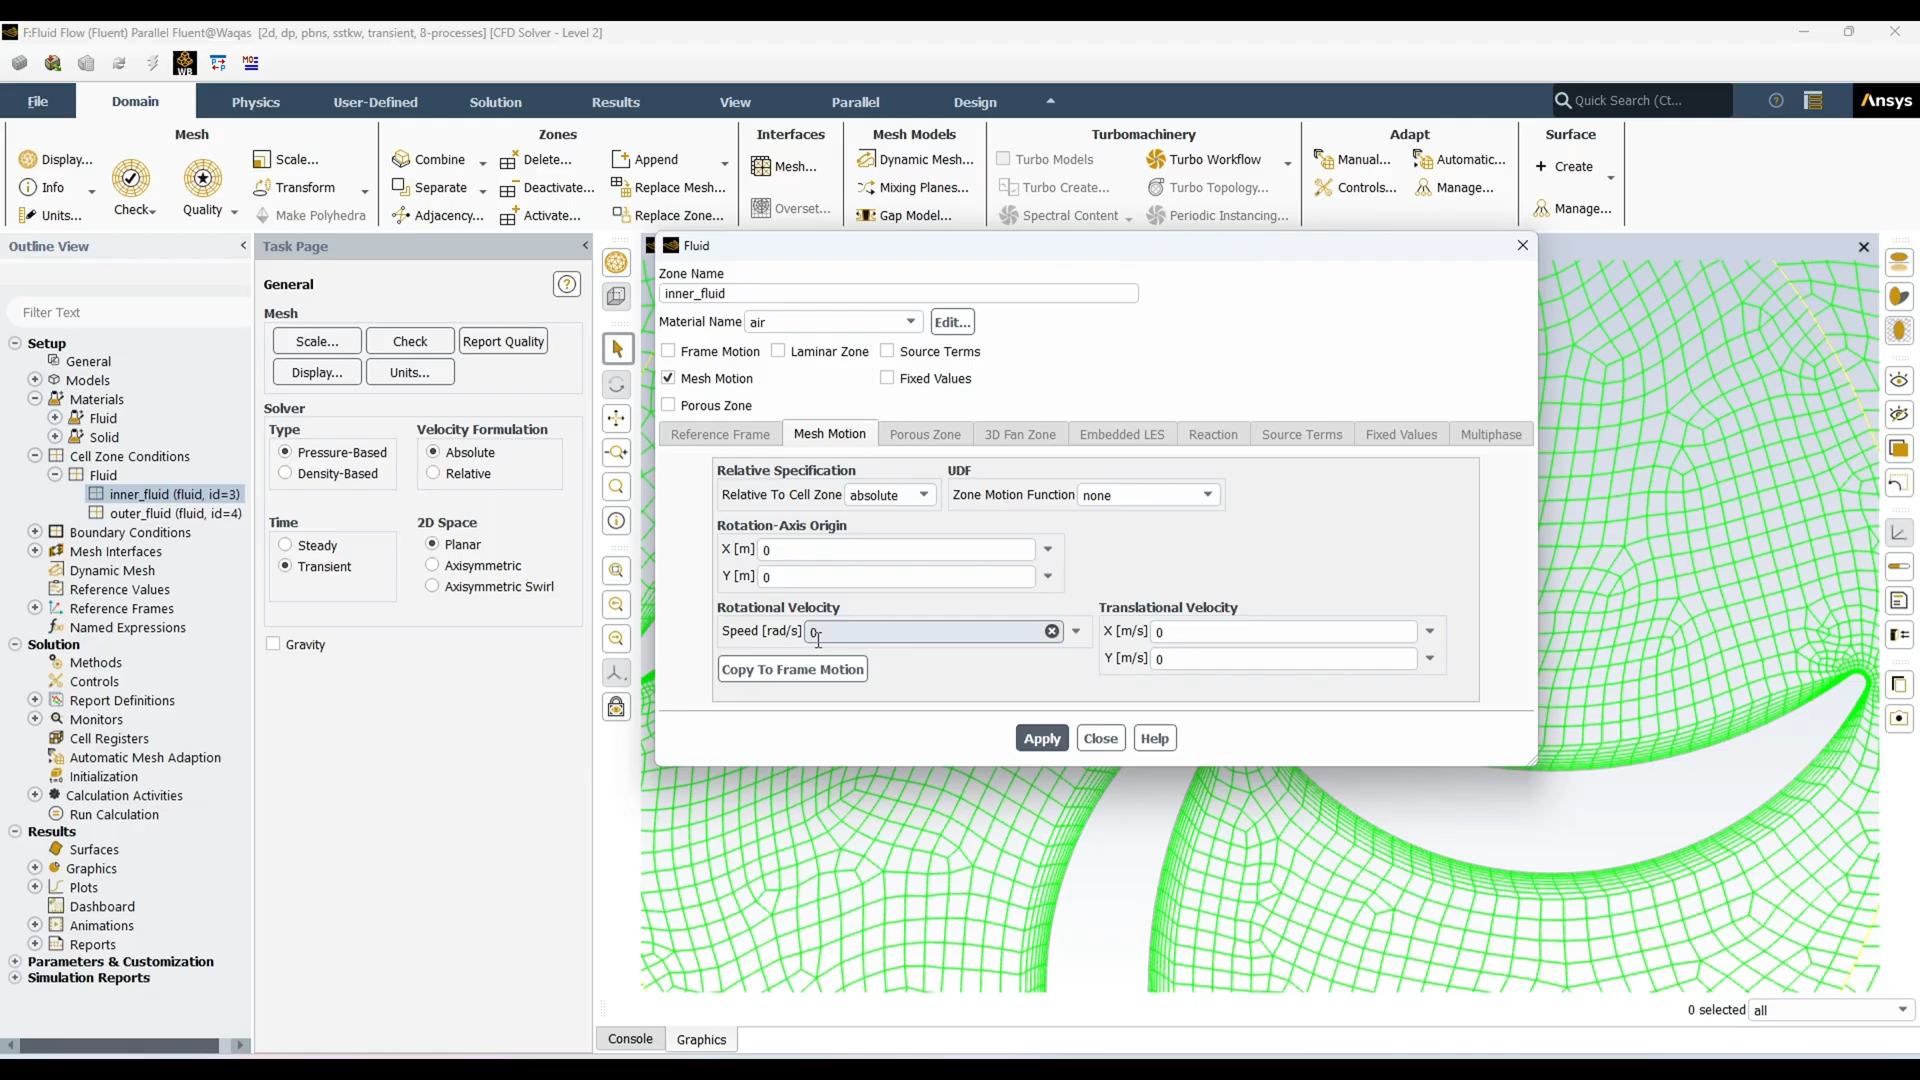 F:Fluid Flow (Fluent) Parallel Fluent@Waqas [2d, dp, pbns, sstkw, transient, 8-processes] [CFD Solver - Level 2]
WB
File Domain Physics User-Defined Solution Results View Parallel Design Quick Search (Ct... Ansys
Mesh Zones Interfaces Mesh Models Turbomachinery Adapt Surface
Display... Scale... Combine Delete... Append Mesh... Dynamic Mesh... Turbo Models Turbo Workflow Manual... Automatic... Create
Info Transform Separate Deactivate... Replace Mesh... Mixing Planes... Turbo Create... Turbo Topology... Controls... Manage...
Units... Check Quality Make Polyhedra Adjacency... Activate... Replace Zone... Overset... Gap Model... Spectral Content Periodic Instancing... Manage...
Outline View
Filter Text
Setup
General
Models
Materials
Fluid
Solid
Cell Zone Conditions
Fluid
inner_fluid (fluid, id=3)
outer_fluid (fluid, id=4)
Boundary Conditions
Mesh Interfaces
Dynamic Mesh
Reference Values
Reference Frames
Named Expressions
Solution
Methods
Controls
Report Definitions
Monitors
Cell Registers
Automatic Mesh Adaption
Initialization
Calculation Activities
Run Calculation
Results
Surfaces
Graphics
Plots
Dashboard
Animations
Reports
Parameters & Customization
Simulation Reports
Task Page
General
Mesh
Scale... Check Report Quality
Display... Units...
Solver
Type Velocity Formulation
Pressure-Based Absolute
Density-Based Relative
Time 2D Space
Steady Planar
Transient Axisymmetric
Axisymmetric Swirl
Gravity
Fluid
Zone Name
inner_fluid
Material Name air Edit...
Frame Motion Laminar Zone Source Terms
Mesh Motion Fixed Values
Porous Zone
Reference Frame Mesh Motion Porous Zone 3D Fan Zone Embedded LES Reaction Source Terms Fixed Values Multiphase
Relative Specification UDF
Relative To Cell Zone absolute Zone Motion Function none
Rotation-Axis Origin
X [m] 0
Y [m] 0
Rotational Velocity Translational Velocity
Speed [rad/s] 0 X [m/s] 0
Copy To Frame Motion Y [m/s] 0
Apply Close Help
0 selected all
Console Graphics